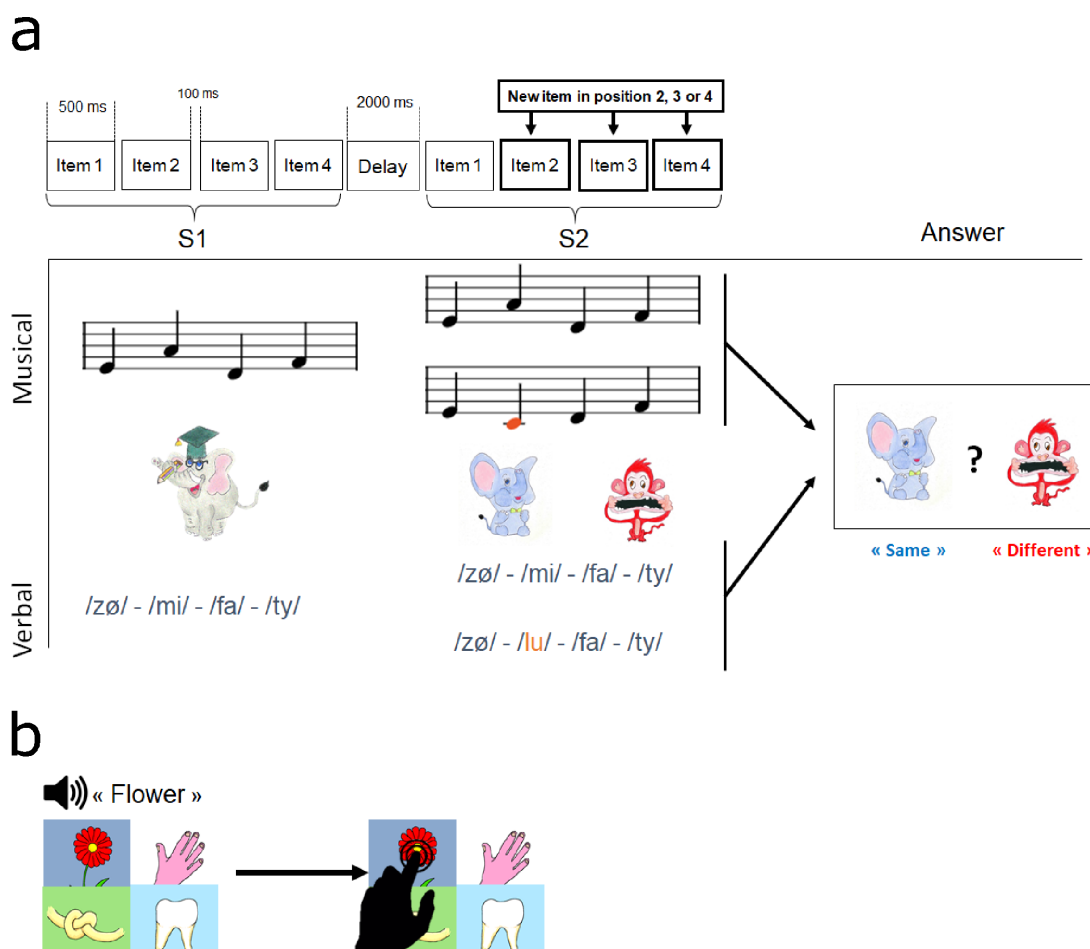 a
500 ms
100 ms
2000 ms
New item in position 2, 3 or 4
Item 1 Item 2 Item 3 Item 4 Delay Item 1 Item 2 Item 3 Item 4
S1 S2 Answer
Musical
?
« Same » « Different »
Verbal
/zø/ - /mi/ - /fa/ - /ty/
/zø/ - /mi/ - /fa/ - /ty/
/zø/ - /lu/ - /fa/ - /ty/
b
« Flower »